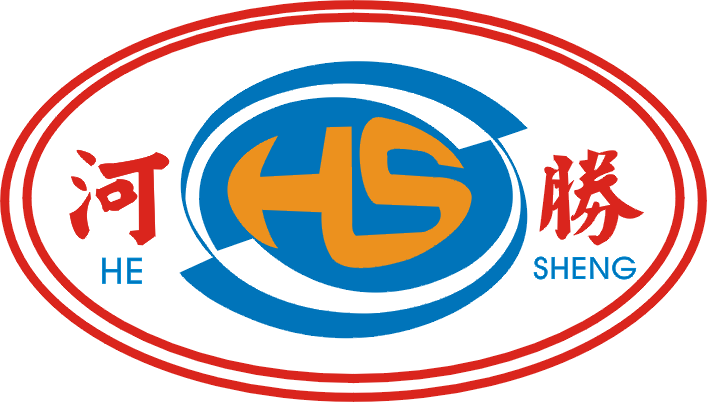 河 HS 勝
HE SHENG